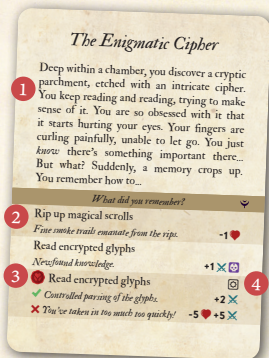 The Enigmatic Cipher
Deep within a chamber, you discover a cryptic
parchment, etched with an intricate cipher.
1
You keep reading and reading, trying to make
sense of it. You are so obsessed with it that
it starts hurting your eyes. Your fingers are
curling painfully, unable to let go. You just
know there's something important there...
But what? Suddenly, a memory crops up.
You remember how to...
What did you remember?
2 Rip up magical scrolls
Fine smoke trails emanate from the rips. -1
Read encrypted glyphs
Newfound knowledge. +1
3 Read encrypted glyphs 4
Controlled parsing of the glyphs. +2
You've taken in too much too quickly! -5 +5